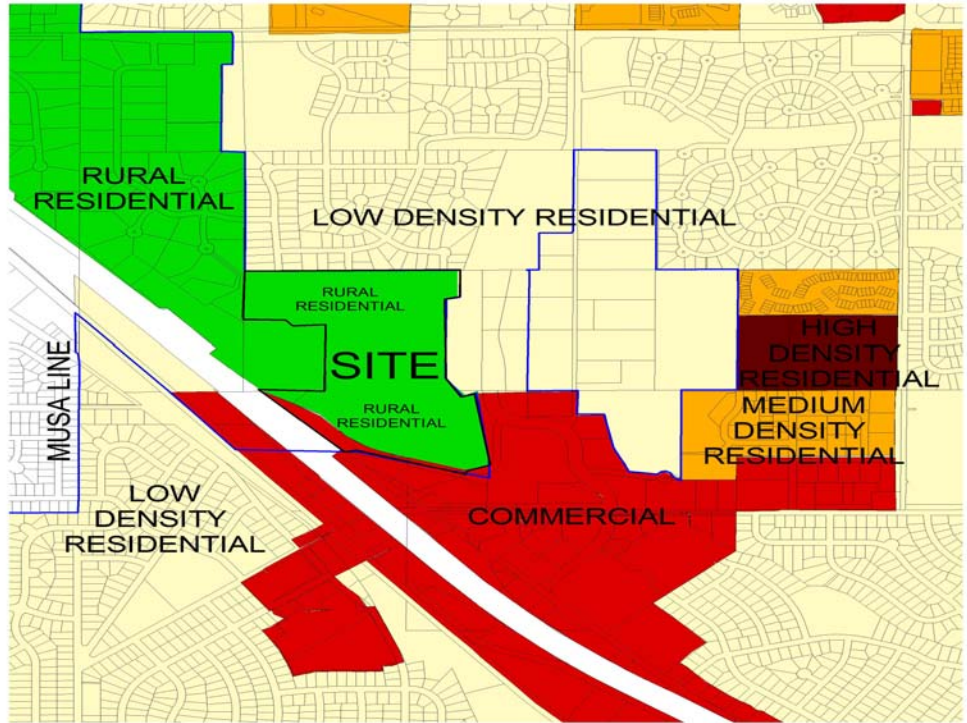 RURAL
RESIDENTIAL
LOW DENSITY RESIDENTIAL
RURAL
RESIDENTIAL
SITE
RURAL
RESIDENTIAL
HIGH
DENSITY
RESIDENTIAL
MEDIUM
DENSITY
RESIDENTIAL
MUSA LINE
LOW
DENSITY
RESIDENTIAL
COMMERCIAL